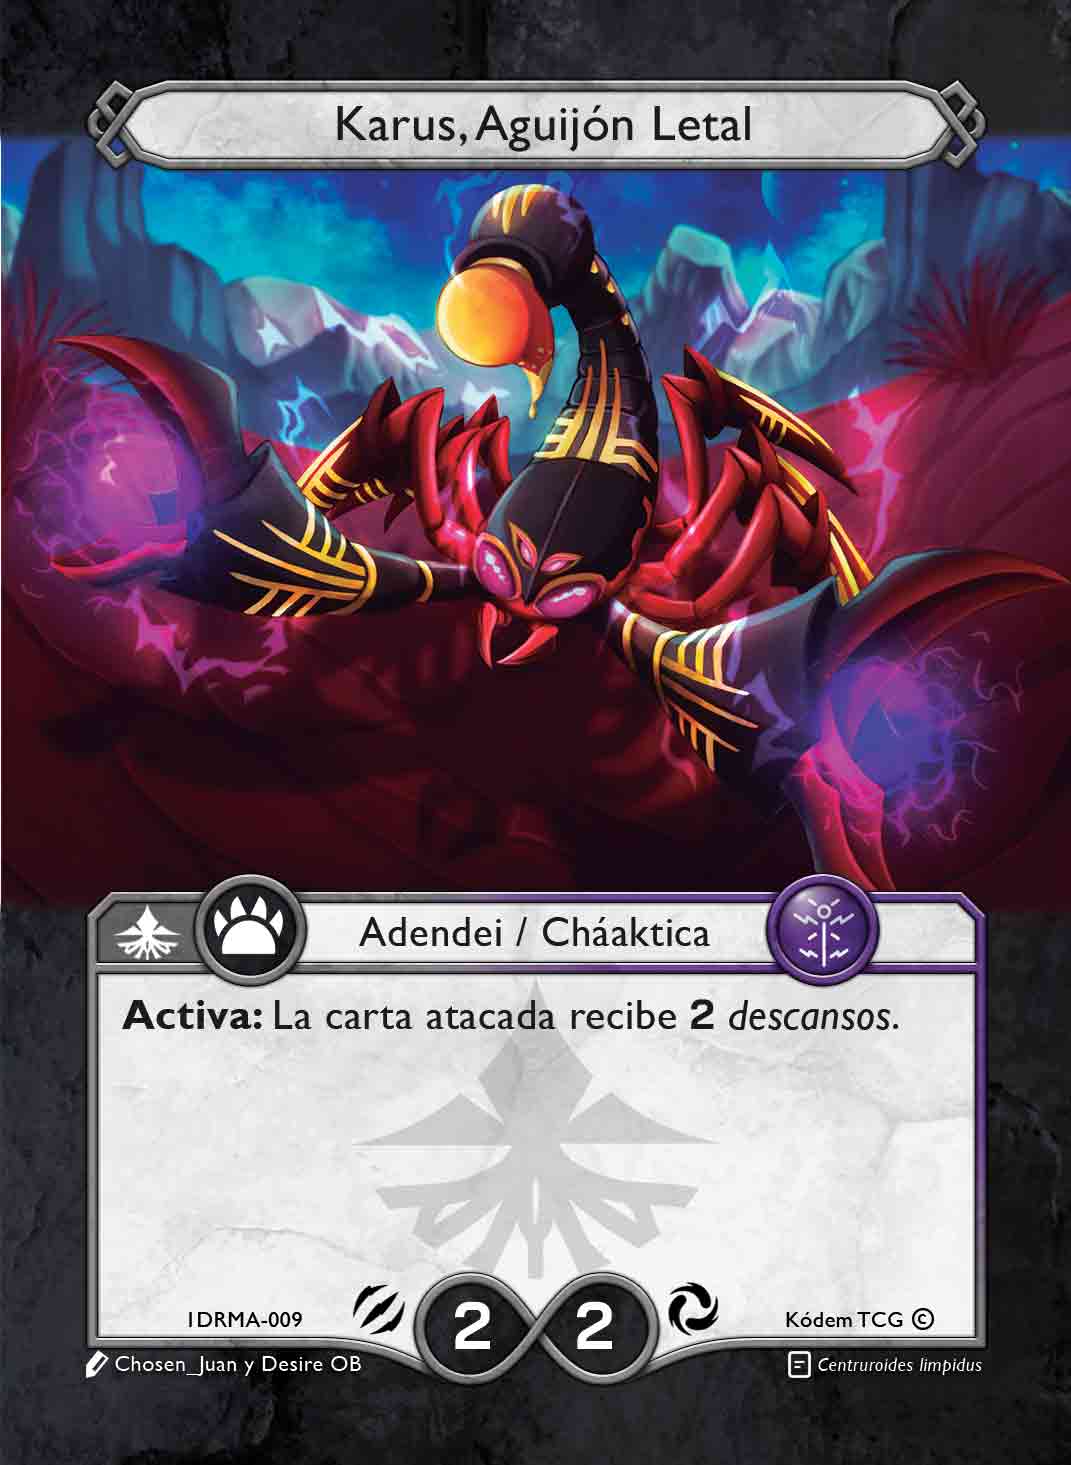 Karus, Aguijón Letal
Adendei / Cháaktica
Activa: La carta atacada recibe 2 descansos.
1DRMA-009
2
2
Kódem TCG ©
Chosen_Juan y Desire OB
Centruroides limpidus